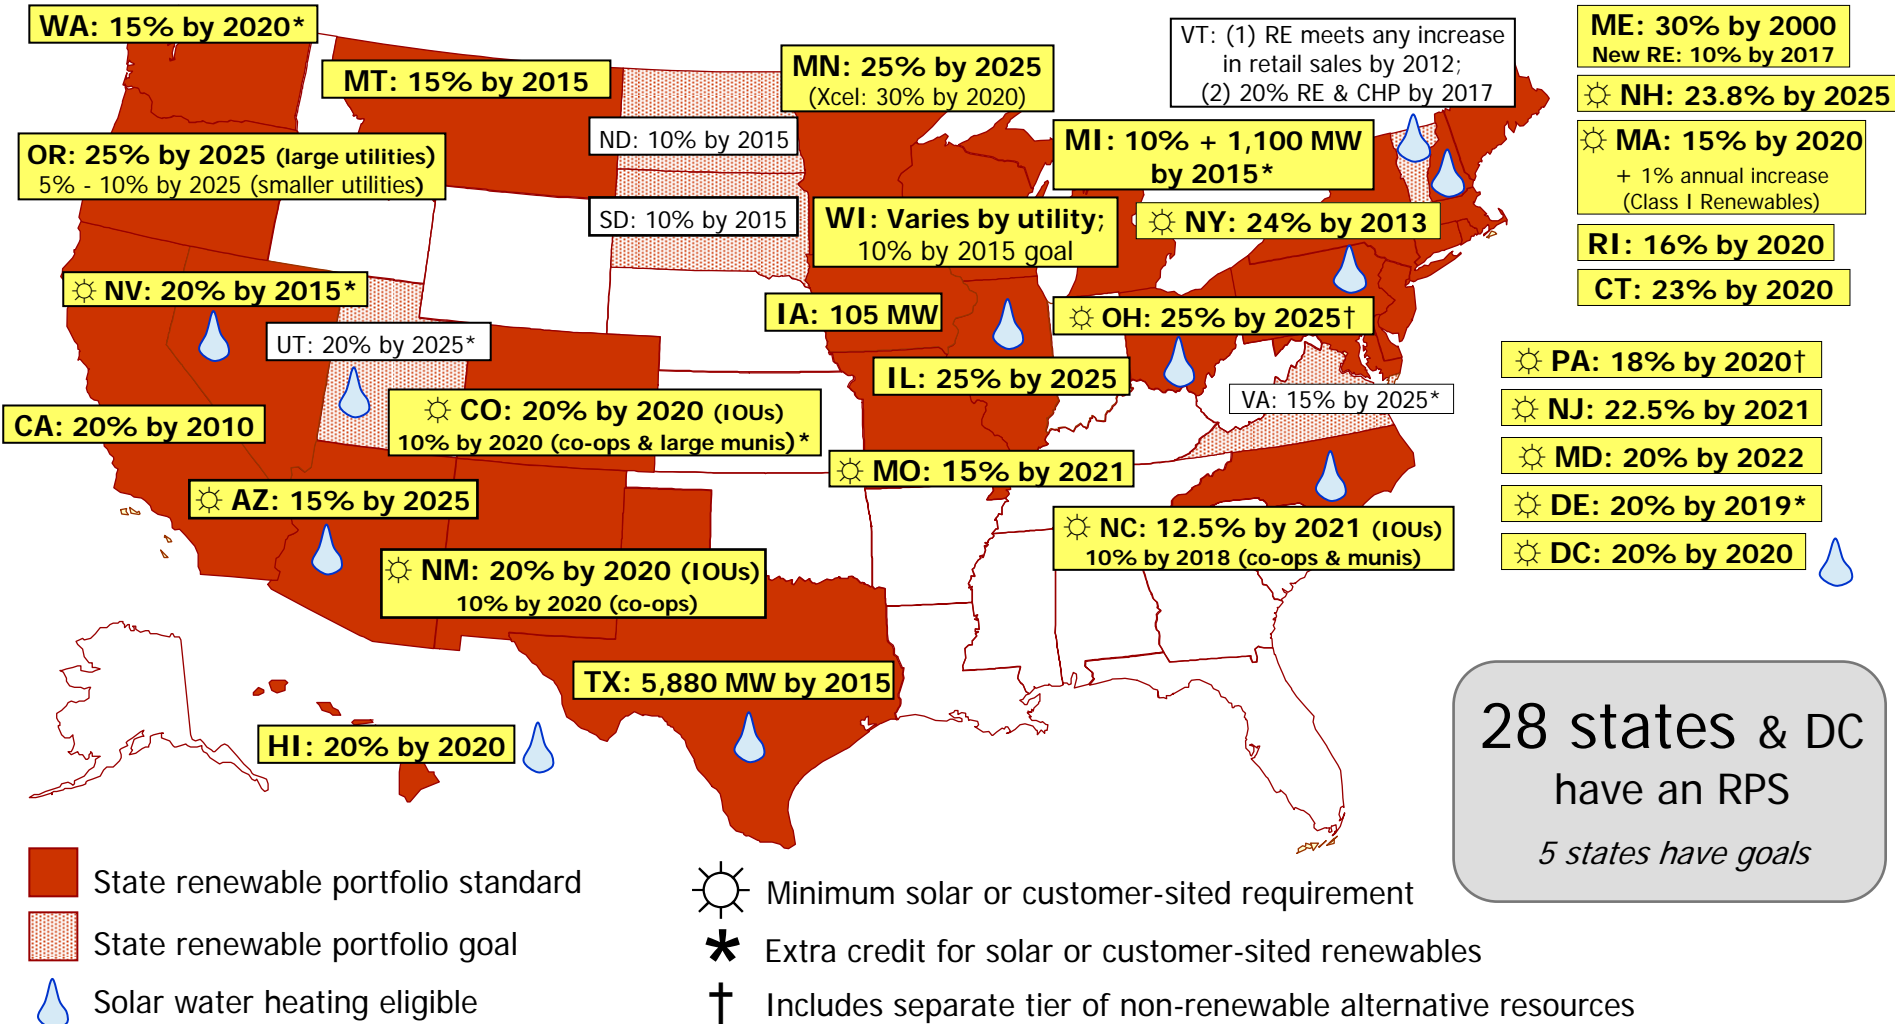 WA: 15% by 2020*
MT: 15% by 2015
ND: 10% by 2015
MN: 25% by 2025
(Xcel: 30% by 2020)
VT: (1) RE meets any increase
in retail sales by 2012;
(2) 20% RE & CHP by 2017
ME: 30% by 2000
New RE: 10% by 2017
☼ NH: 23.8% by 2025
☼ MA: 15% by 2020
+ 1% annual increase
(Class I Renewables)
RI: 16% by 2020
CT: 23% by 2020
OR: 25% by 2025 (large utilities)
5% - 10% by 2025 (smaller utilities)
SD: 10% by 2015
WI: Varies by utility;
10% by 2015 goal
MI: 10% + 1,100 MW
by 2015*
☼ NY: 24% by 2013
☼ NV: 20% by 2015*
UT: 20% by 2025*
IA: 105 MW
☼ OH: 25% by 2025†
IL: 25% by 2025
VA: 15% by 2025*
☼ PA: 18% by 2020†
☼ NJ: 22.5% by 2021
☼ MD: 20% by 2022
☼ DE: 20% by 2019*
☼ DC: 20% by 2020
CA: 20% by 2010
☼ CO: 20% by 2020 (IOUs)
10% by 2020 (co-ops & large munis)*
☼ MO: 15% by 2021
☼ AZ: 15% by 2025
☼ NC: 12.5% by 2021 (IOUs)
10% by 2018 (co-ops & munis)
☼ NM: 20% by 2020 (IOUs)
10% by 2020 (co-ops)
TX: 5,880 MW by 2015
HI: 20% by 2020
28 states & DC
have an RPS
5 states have goals
State renewable portfolio standard
State renewable portfolio goal
Solar water heating eligible
☼ Minimum solar or customer-sited requirement
* Extra credit for solar or customer-sited renewables
† Includes separate tier of non-renewable alternative resources